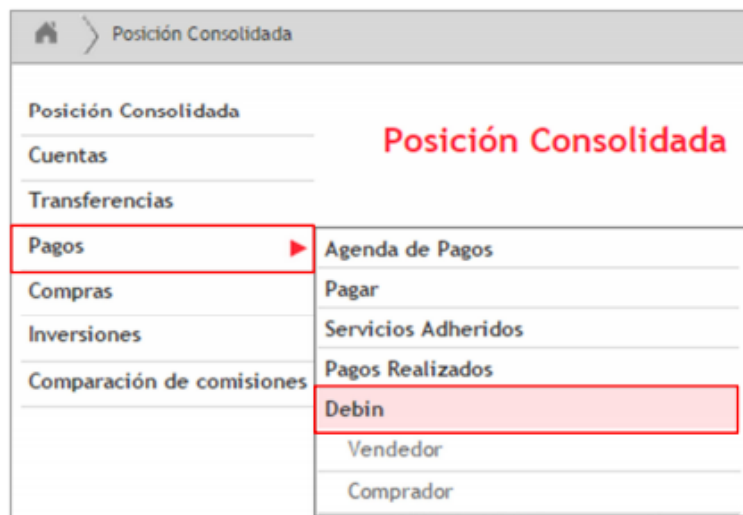 Posición Consolidada
Posición Consolidada
Posición Consolidada
Cuentas
Transferencias
Pagos
Compras
Inversiones
Comparación de comisiones
Agenda de Pagos
Pagar
Servicios Adheridos
Pagos Realizados
Debin
Vendedor
Comprador